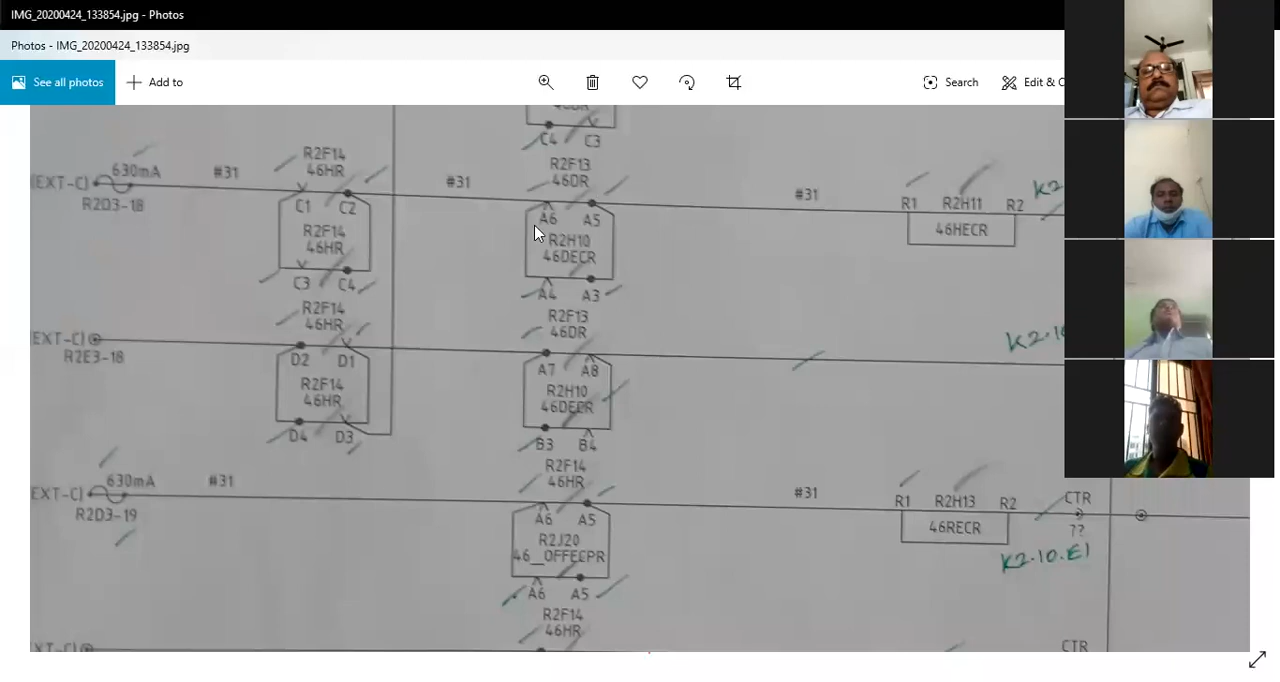 IMG_20200424_133854.jpg - Photos
Photos - IMG_20200424_133854.jpg
See all photos
Add to
Search
Edit & C
C4 C3
R2F14
46HR
R2F13
46DR
(EXT-C)
630mA
#31
#31
#31
R2D3-18
C1 C2
A6 A5
R1 R2H11 R2
K2
R2F14
46HR
R2H10
46DECR
46HECR
C3 C4
A4 A3
R2F14
46HR
R2F13
46DR
EXT-C)
R2E3-18
D2 D1
A7 A8
K2.1
R2F14
46HR
R2H10
46DECR
D4 D3
B3 B4
R2F14
46HR
EXT-C)
630mA
#31
#31
R2D3-19
A6 A5
R1 R2H13 R2
CTR
R2J20
46_OFFECPR
46RECR
??
K2.10.E1
A6 A5
R2F14
46HR
XT-C)
CTR